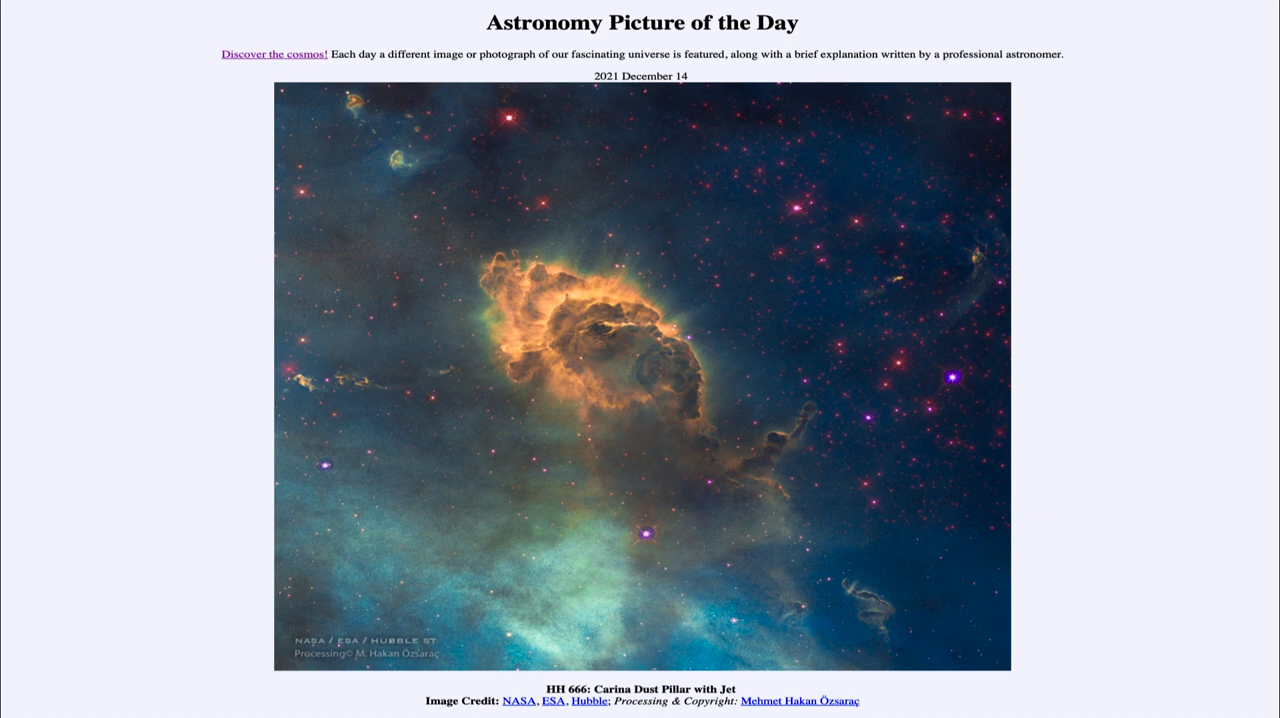 Astronomy Picture of the Day
Discover the cosmos! Each day a different image or photograph of our fascinating universe is featured, along with a brief explanation written by a professional astronomer.
2021 December 14
NASA / ESA / HUBBLE ST
Processing© M. Hakan Özsaraç
HH 666: Carina Dust Pillar with Jet
Image Credit: NASA, ESA, Hubble; Processing & Copyright: Mehmet Hakan Özsaraç